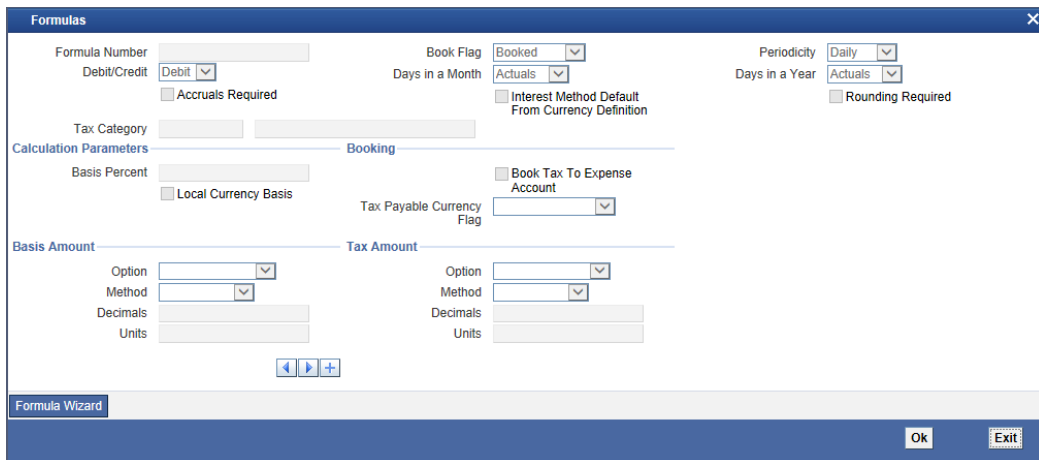 Formulas
Formula Number
Book Flag Booked
Periodicity Daily
Debit/Credit Debit
Days in a Month Actuals
Days in a Year Actuals
Accruals Required
Interest Method Default
From Currency Definition
Rounding Required
Tax Category
Calculation Parameters
Booking
Basis Percent
Book Tax To Expense
Account
Local Currency Basis
Tax Payable Currency
Flag
Basis Amount
Tax Amount
Option
Option
Method
Method
Decimals
Decimals
Units
Units
Formula Wizard
Ok
Exit